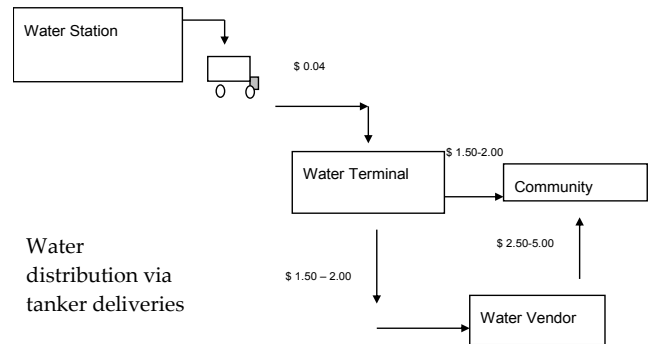 Water Station
$ 0.04
$ 1.50-2.00
Water Terminal
Community
Water
distribution via
tanker deliveries
$ 2.50-5.00
$ 1.50 – 2.00
Water Vendor